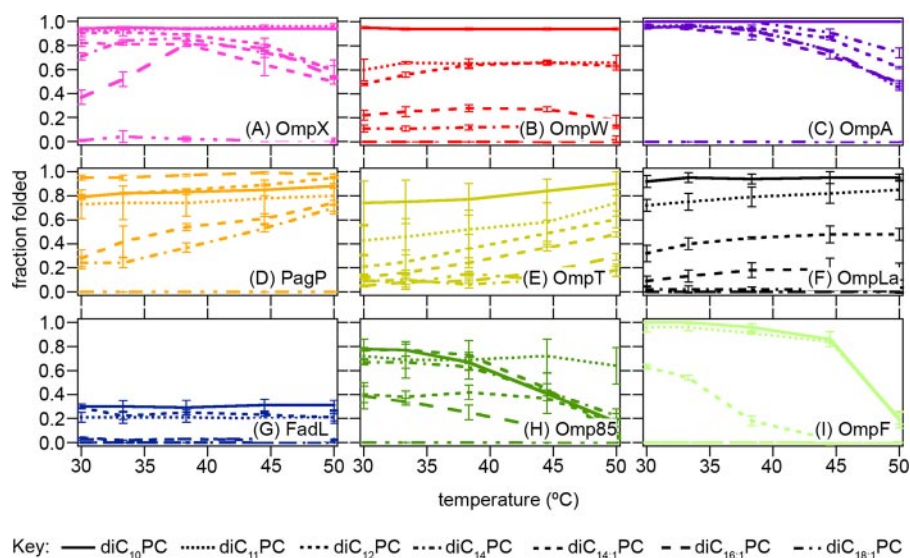 1.0
0.8
0.6
0.4
0.2
0.0
(A) OmpX
(B) OmpW
(C) OmpA
fraction folded
1.0
0.8
0.6
0.4
0.2
0.0
(D) PagP
(E) OmpT
(F) OmpLa
1.0
0.8
0.6
0.4
0.2
0.0
(G) FadL
(H) Omp85
(I) OmpF
30 35 40 45 50 30 35 40 45 50 30 35 40 45 50
temperature (ºC)
Key: diC₁₀PC diC₁₁PC diC₁₂PC diC₁₄PC diC₁₄:₁PC diC₁₆:₁PC diC₁₈:₁PC